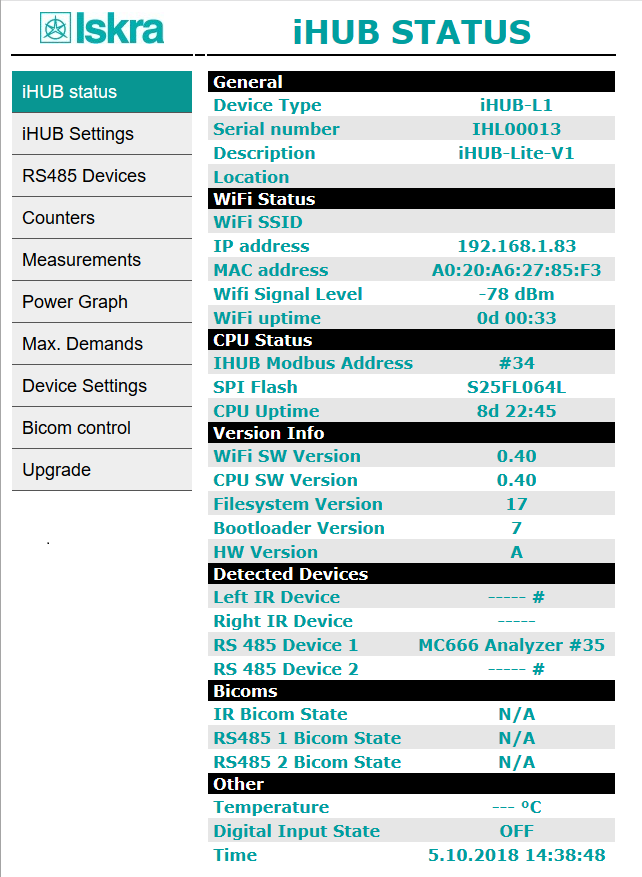 Iskra
iHUB STATUS
iHUB status
iHUB Settings
RS485 Devices
Counters
Measurements
Power Graph
Max. Demands
Device Settings
Bicom control
Upgrade
.
General
Device Type iHUB-L1
Serial number IHL00013
Description iHUB-Lite-V1
Location
WiFi Status
WiFi SSID
IP address 192.168.1.83
MAC address A0:20:A6:27:85:F3
Wifi Signal Level -78 dBm
WiFi uptime 0d 00:33
CPU Status
IHUB Modbus Address #34
SPI Flash S25FL064L
CPU Uptime 8d 22:45
Version Info
WiFi SW Version 0.40
CPU SW Version 0.40
Filesystem Version 17
Bootloader Version 7
HW Version A
Detected Devices
Left IR Device ----- #
Right IR Device -----
RS 485 Device 1 MC666 Analyzer #35
RS 485 Device 2 ----- #
Bicoms
IR Bicom State N/A
RS485 1 Bicom State N/A
RS485 2 Bicom State N/A
Other
Temperature --- ºC
Digital Input State OFF
Time 5.10.2018 14:38:48